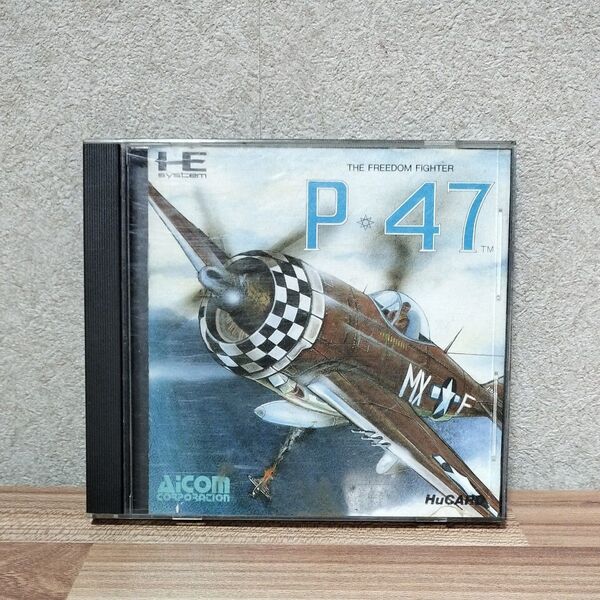 HE
system
THE FREEDOM FIGHTER
P 47
TM
MX F
AiCOM
CORPORATION
HuCARD